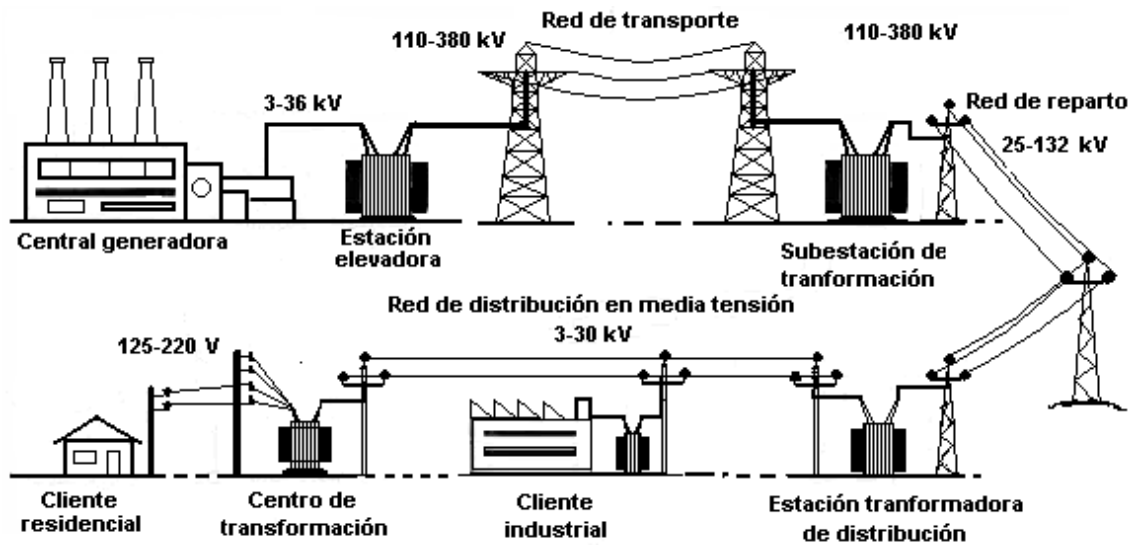 Red de transporte
110-380 kV
110-380 kV
3-36 kV
Red de reparto
25-132 kV
Central generadora
Estación
elevadora
Subestación de
tranformación
Red de distribución en media tensión
3-30 kV
125-220 V
Cliente
residencial
Centro de
transformación
Cliente
industrial
Estación tranformadora
de distribución